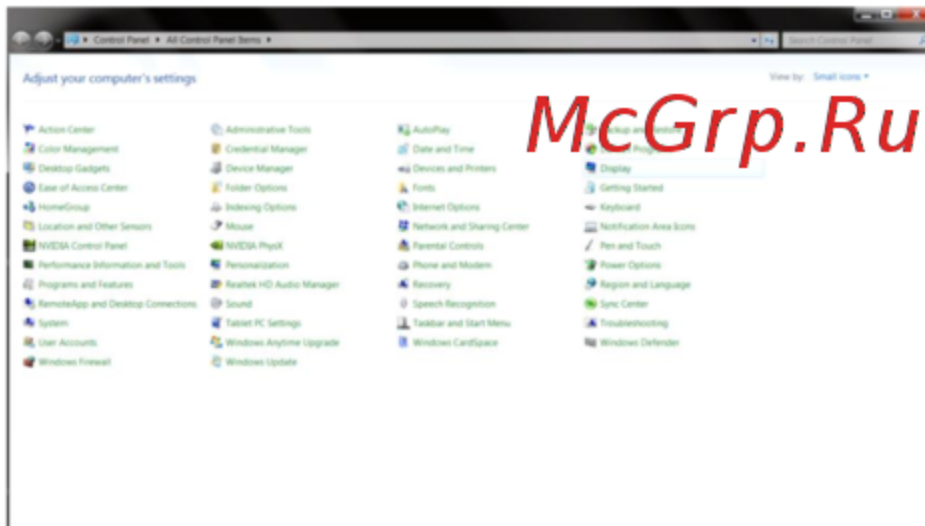 Control Panel All Control Panel Items
Search Control Panel
Adjust your computer's settings
View by: Small icons
McGrp.Ru
Action Center
Administrative Tools
AutoPlay
Backup and Restore
Color Management
Credential Manager
Date and Time
Desktop Gadgets
Device Manager
Devices and Printers
Display
Ease of Access Center
Folder Options
Fonts
Getting Started
HomeGroup
Indexing Options
Internet Options
Keyboard
Location and Other Sensors
Mouse
Network and Sharing Center
Notification Area Icons
NVIDIA Control Panel
NVIDIA PhysX
Parental Controls
Pen and Touch
Performance Information and Tools
Personalization
Phone and Modem
Power Options
Programs and Features
Realtek HD Audio Manager
Recovery
Region and Language
RemoteApp and Desktop Connections
Sound
Speech Recognition
Sync Center
System
Tablet PC Settings
Taskbar and Start Menu
Troubleshooting
User Accounts
Windows Anytime Upgrade
Windows CardSpace
Windows Defender
Windows Firewall
Windows Update